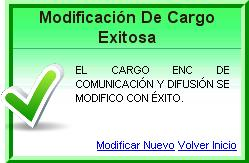 Modificación De Cargo
Exitosa
EL CARGO ENC DE
COMUNICACIÓN Y DIFUSIÓN SE
MODIFICO CON ÉXITO.
Modificar Nuevo Volver Inicio